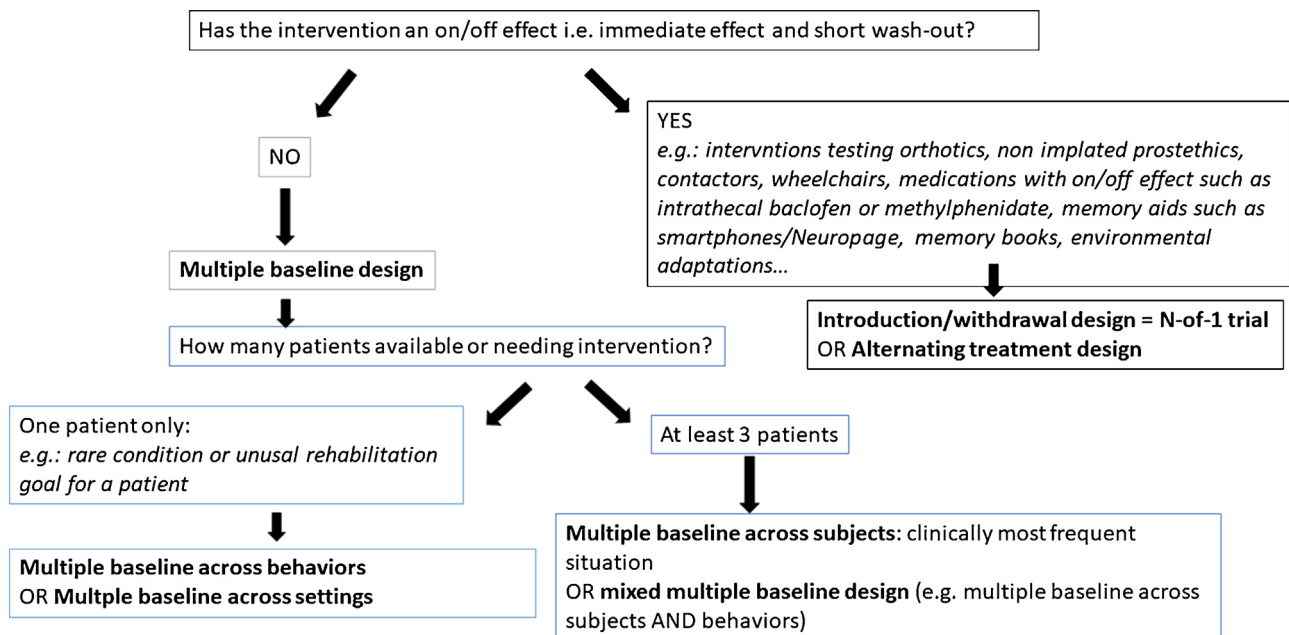 Has the intervention an on/off effect i.e. immediate effect and short wash-out?
NO
YES
e.g.: intervntions testing orthotics, non implated prostethics,
contactors, wheelchairs, medications with on/off effect such as
intrathecal baclofen or methylphenidate, memory aids such as
smartphones/Neuropage, memory books, environmental
adaptations...
Multiple baseline design
Introduction/withdrawal design = N-of-1 trial
OR Alternating treatment design
How many patients available or needing intervention?
One patient only:
e.g.: rare condition or unusal rehabilitation
goal for a patient
At least 3 patients
Multiple baseline across behaviors
OR Multple baseline across settings
Multiple baseline across subjects: clinically most frequent
situation
OR mixed multiple baseline design (e.g. multiple baseline across
subjects AND behaviors)